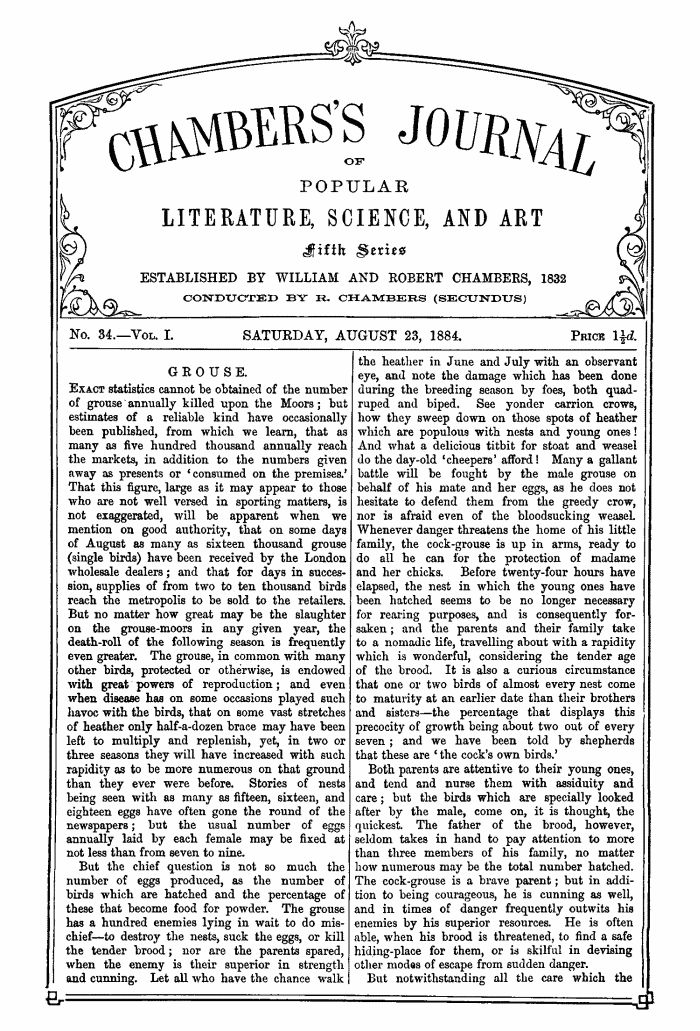 CHAMBERS'S JOURNAL
OF
POPULAR
LITERATURE, SCIENCE, AND ART
Fifth Series
ESTABLISHED BY WILLIAM AND ROBERT CHAMBERS, 1832
CONDUCTED BY R. CHAMBERS (SECUNDUS)
No. 34.—Vol. I.
SATURDAY, AUGUST 23, 1884.
Price 1½d.
GROUSE.
Exact statistics cannot be obtained of the number
of grouse annually killed upon the Moors; but
estimates of a reliable kind have occasionally
been published, from which we learn, that as
many as five hundred thousand annually reach
the markets, in addition to the numbers given
away as presents or ‘consumed on the premises.’
That this figure, large as it may appear to those
who are not well versed in sporting matters, is
not exaggerated, will be apparent when we
mention on good authority, that on some days
of August as many as sixteen thousand grouse
(single birds) have been received by the London
wholesale dealers; and that for days in succes-
sion, supplies of from two to ten thousand birds
reach the metropolis to be sold to the retailers.
But no matter how great may be the slaughter
on the grouse-moors in any given year, the
death-roll of the following season is frequently
even greater. The grouse, in common with many
other birds, protected or otherwise, is endowed
with great powers of reproduction; and even
when disease has on some occasions played such
havoc with the birds, that on some vast stretches
of heather only half-a-dozen brace may have been
left to multiply and replenish, yet, in two or
three seasons they will have increased with such
rapidity as to be more numerous on that ground
than they ever were before. Stories of nests
being seen with as many as fifteen, sixteen, and
eighteen eggs have often gone the round of the
newspapers; but the usual number of eggs
annually laid by each female may be fixed at
not less than from seven to nine.
But the chief question is not so much the
number of eggs produced, as the number of
birds which are hatched and the percentage of
these that become food for powder. The grouse
has a hundred enemies lying in wait to do mis-
chief—to destroy the nests, suck the eggs, or kill
the tender brood; nor are the parents spared,
when the enemy is their superior in strength
and cunning. Let all who have the chance walk
the heather in June and July with an observant
eye, and note the damage which has been done
during the breeding season by foes, both quad-
ruped and biped. See yonder carrion crows,
how they sweep down on those spots of heather
which are populous with nests and young ones!
And what a delicious titbit for stoat and weasel
do the day-old ‘cheepers’ afford! Many a gallant
battle will be fought by the male grouse on
behalf of his mate and her eggs, as he does not
hesitate to defend them from the greedy crow,
nor is afraid even of the bloodsucking weasel.
Whenever danger threatens the home of his little
family, the cock-grouse is up in arms, ready to
do all he can for the protection of madame
and her chicks. Before twenty-four hours have
elapsed, the nest in which the young ones have
been hatched seems to be no longer necessary
for rearing purposes, and is consequently for-
saken; and the parents and their family take
to a nomadic life, travelling about with a rapidity
which is wonderful, considering the tender age
of the brood. It is also a curious circumstance
that one or two birds of almost every nest come
to maturity at an earlier date than their brothers
and sisters—the percentage that displays this
precocity of growth being about two out of every
seven; and we have been told by shepherds
that these are ‘the cock's own birds.’
Both parents are attentive to their young ones,
and tend and nurse them with assiduity and
care; but the birds which are specially looked
after by the male, come on, it is thought, the
quickest. The father of the brood, however,
seldom takes in hand to pay attention to more
than three members of his family, no matter
how numerous may be the total number hatched.
The cock-grouse is a brave parent; but in addi-
tion to being courageous, he is cunning as well,
and in times of danger frequently outwits his
enemies by his superior resources. He is often
able, when his brood is threatened, to find a safe
hiding-place for them, or is skilful in devising
other modes of escape from sudden danger.
But notwithstanding all the care which the